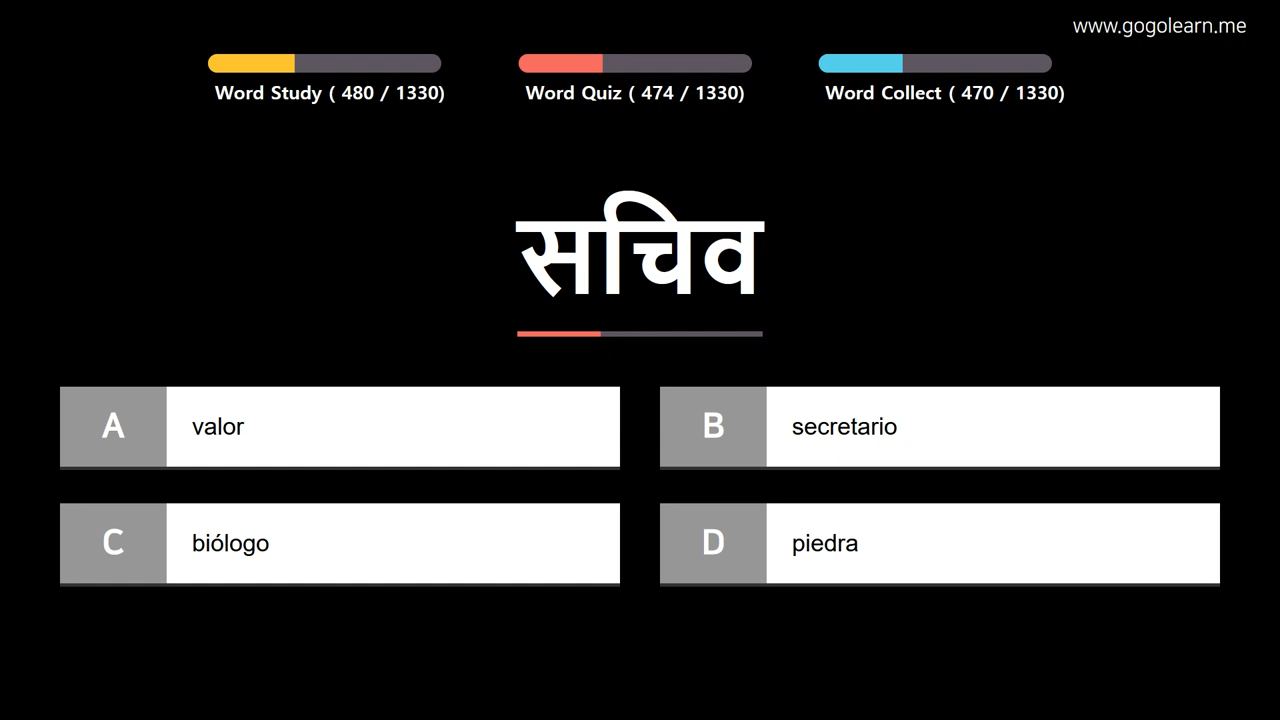 www.gogolearn.me
Word Study ( 480 / 1330)
Word Quiz ( 474 / 1330)
Word Collect ( 470 / 1330)
सचिव
A valor
B secretario
C biólogo
D piedra